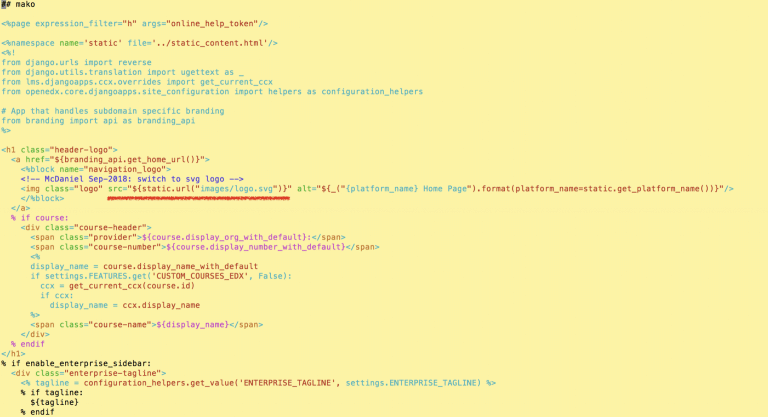 ## mako
<%page expression_filter="h" args="online_help_token"/>
<%namespace name='static' file='../static_content.html'/>
<%!
from django.urls import reverse
from django.utils.translation import ugettext as _
from lms.djangoapps.ccx.overrides import get_current_ccx
from openedx.core.djangoapps.site_configuration import helpers as configuration_helpers
# App that handles subdomain specific branding
from branding import api as branding_api
%>
<h1 class="header-logo">
  <a href="${branding_api.get_home_url()}">
    <%block name="navigation_logo">
    <!-- McDaniel Sep-2018: switch to svg logo -->
    <img class="logo" src="${static.url("images/logo.svg")}" alt="${_("{platform_name} Home Page").format(platform_name=static.get_platform_name())}"/>
    </%block>
  </a>
  % if course:
    <div class="course-header">
      <span class="provider">${course.display_org_with_default}:</span>
      <span class="course-number">${course.display_number_with_default}</span>
      <%
      display_name = course.display_name_with_default
      if settings.FEATURES.get('CUSTOM_COURSES_EDX', False):
        ccx = get_current_ccx(course.id)
        if ccx:
          display_name = ccx.display_name
      %>
      <span class="course-name">${display_name}</span>
    </div>
  % endif
</h1>
% if enable_enterprise_sidebar:
  <div class="enterprise-tagline">
    <% tagline = configuration_helpers.get_value('ENTERPRISE_TAGLINE', settings.ENTERPRISE_TAGLINE) %>
    % if tagline:
      ${tagline}
    % endif